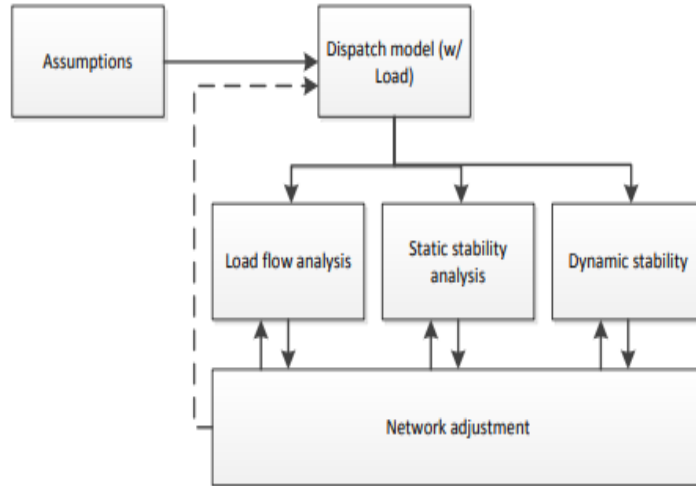 Assumptions
Dispatch model (w/
Load)
Load flow analysis
Static stability
analysis
Dynamic stability
Network adjustment